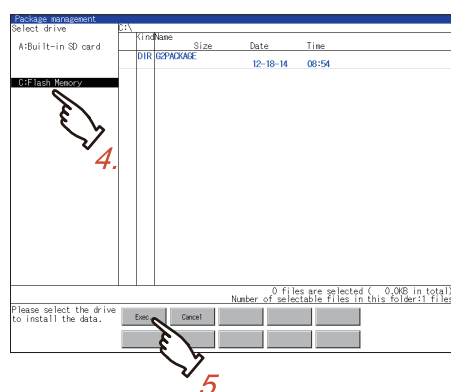 Package management
Select drive
C:\
Kind Name
Size Date Time
A:Built-in SD card
DIR G2PACKAGE
12-18-14 08:54
C:Flash Memory
4.
0 files are selected ( 0.0KB in total)
Number of selectable files in this folder:1 files
Please select the drive
to install the data.
Exec. Cancel
5